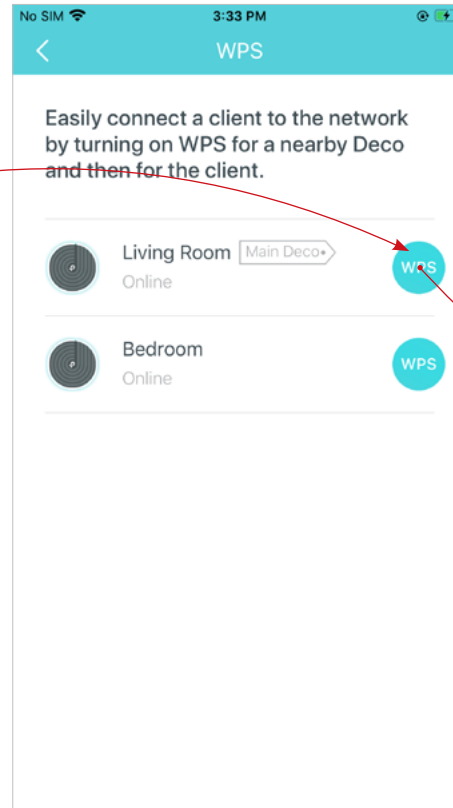 No SIM 3:33 PM
WPS
Easily connect a client to the network
by turning on WPS for a nearby Deco
and then for the client.
Living Room Main Deco
WPS
Online
Bedroom
WPS
Online